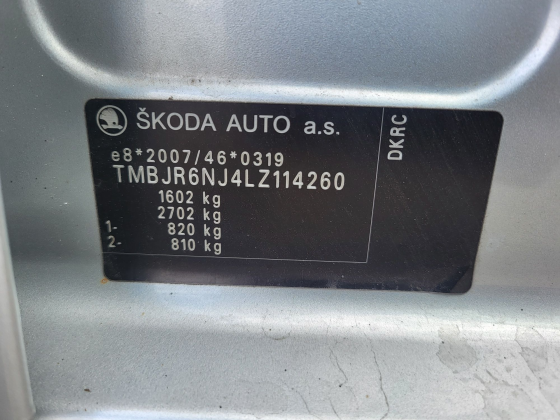 ŠKODA AUTO a.s.
DKRC
e8*2007/46*0319
TMBJR6NJ4LZ114260
1602 kg
2702 kg
1- 820 kg
2- 810 kg